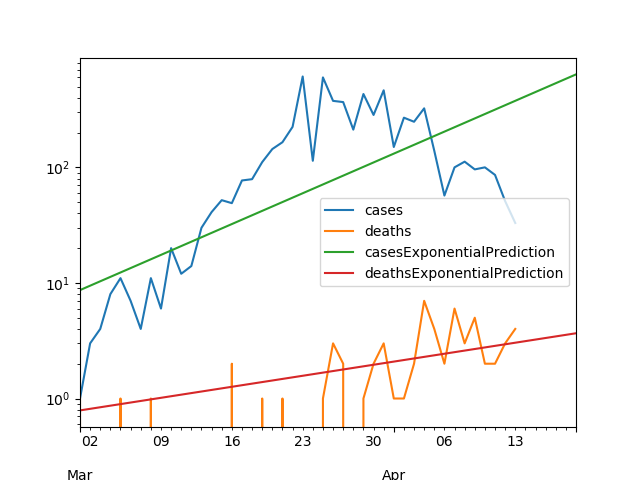 10²
10¹
10⁰
cases
deaths
casesExponentialPrediction
deathsExponentialPrediction
02 09 16 23 30 06 13
Mar Apr